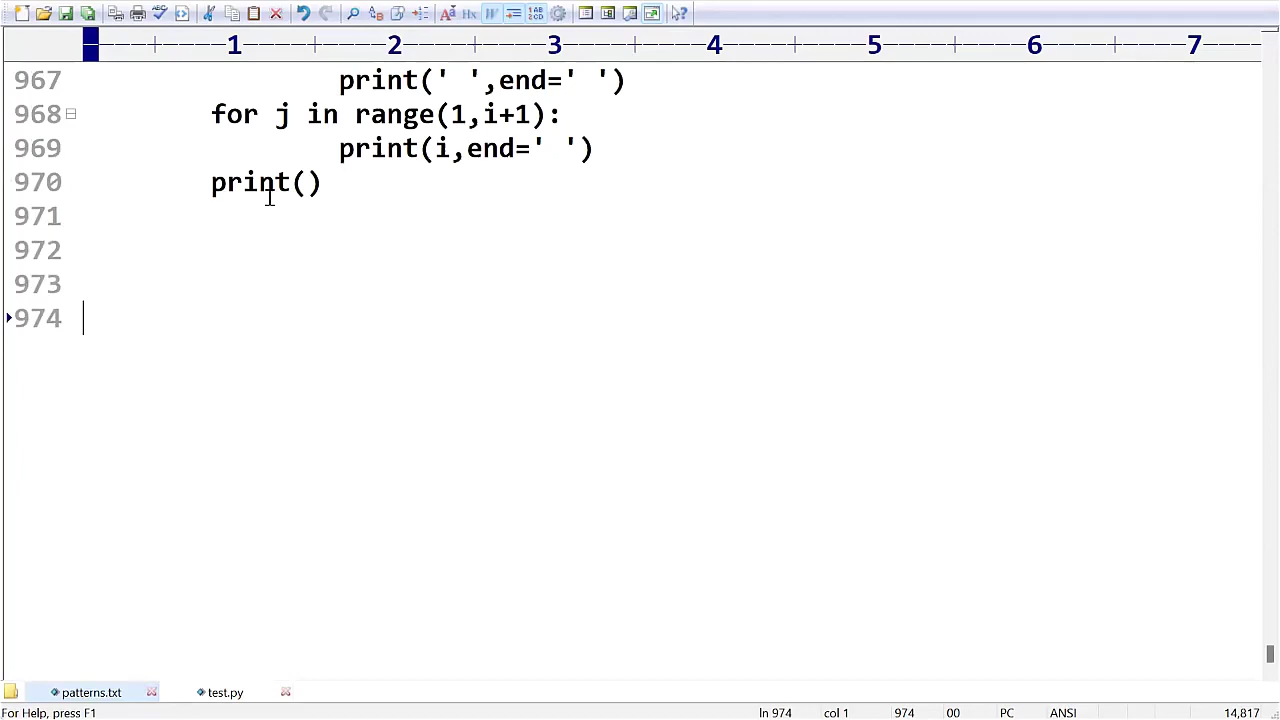 1 2 3 4 5 6 7
967 print(' ',end=' ')
968 for j in range(1,i+1):
969 print(i,end=' ')
970 print()
971
972
973
974
patterns.txt test.py
For Help, press F1 ln 974 col 1 974 00 PC ANSI 14,817